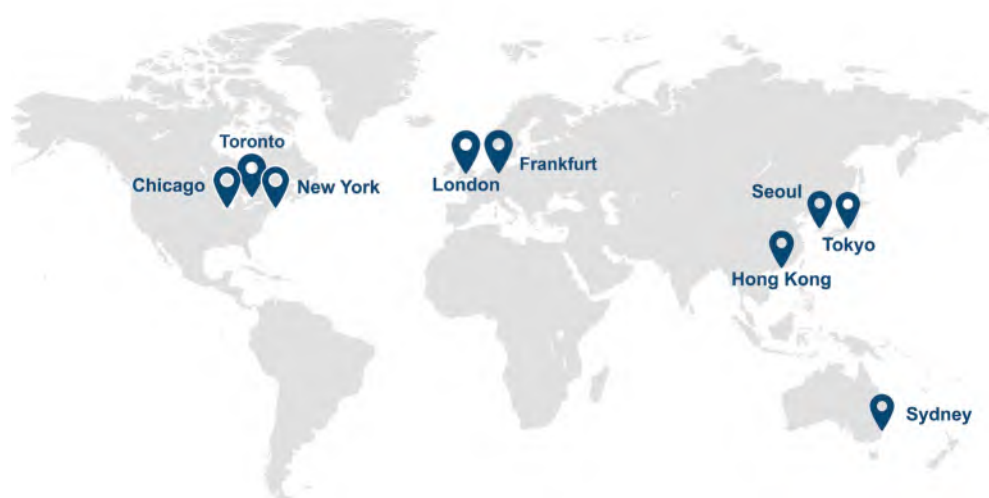 Toronto
Chicago
New York
London
Frankfurt
Seoul
Tokyo
Hong Kong
Sydney